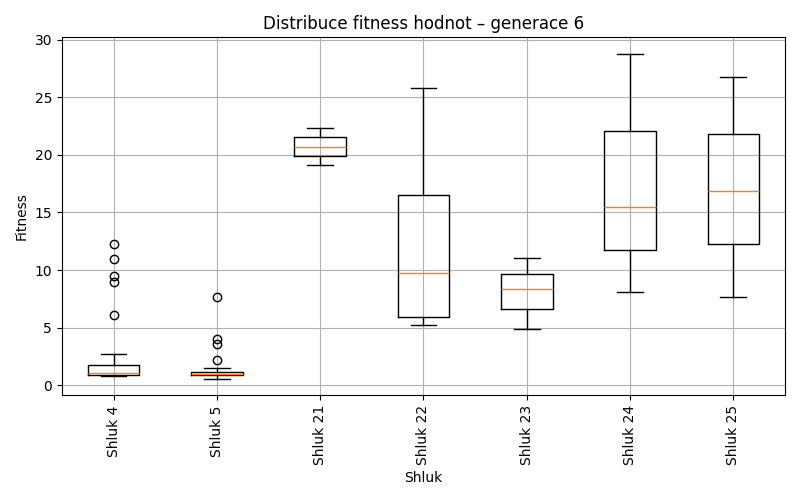 Distribuce fitness hodnot – generace 6
30
25
20
15
10
5
0
Fitness
Shluk 4
Shluk 5
Shluk 21
Shluk 22
Shluk 23
Shluk 24
Shluk 25
Shluk